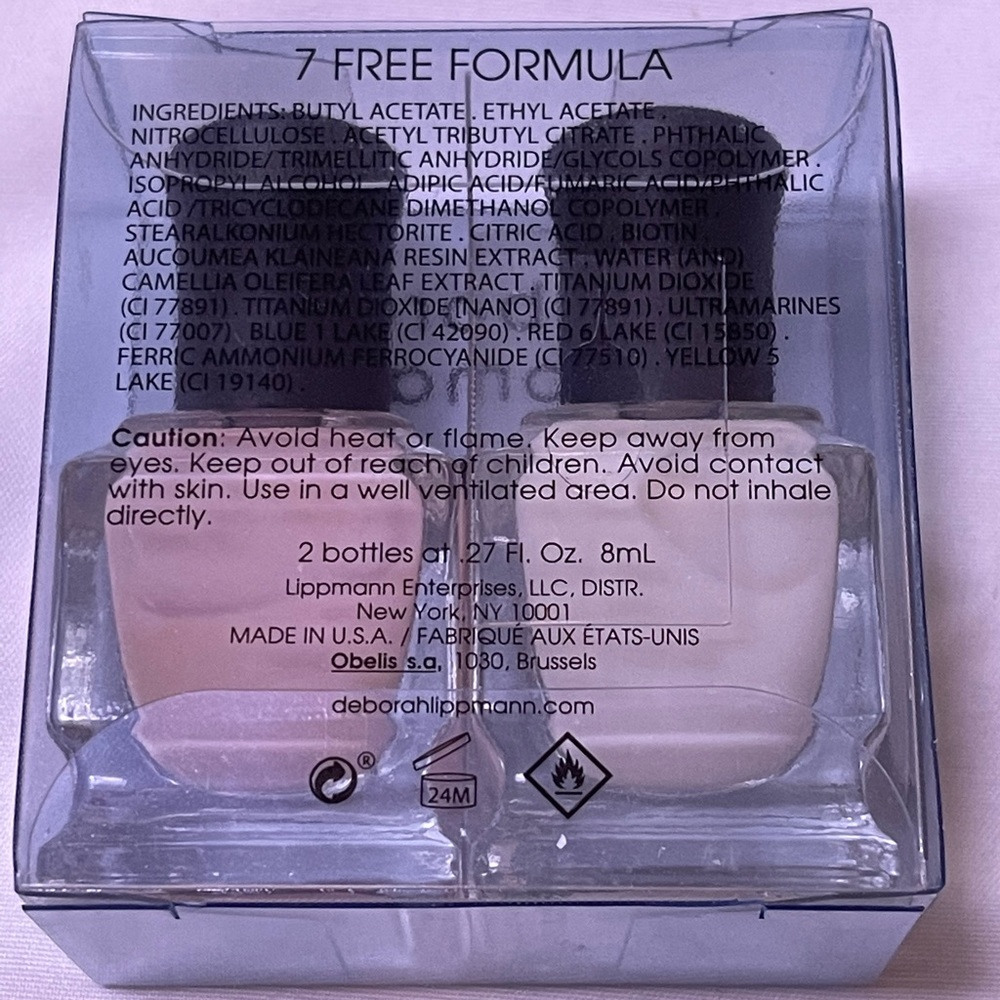 7 FREE FORMULA
INGREDIENTS: BUTYL ACETATE . ETHYL ACETATE .
NITROCELLULOSE . ACETYL TRIBUTYL CITRATE . PHTHALIC
ANHYDRIDE/ TRIMELLITIC ANHYDRIDE/GLYCOLS COPOLYMER .
ISOPROPYL ALCOHOL . ADIPIC ACID/FUMARIC ACID/PHTHALIC
ACID /TRICYCLODECANE DIMETHANOL COPOLYMER .
STEARALKONIUM HECTORITE . CITRIC ACID . BIOTIN .
AUCOUMEA KLAINEANA RESIN EXTRACT . WATER (AND)
CAMELLIA OLEIFERA LEAF EXTRACT . TITANIUM DIOXIDE
(CI 77891) . TITANIUM DIOXIDE [NANO] (CI 77891) . ULTRAMARINES
(CI 77007) . BLUE 1 LAKE (CI 42090) . RED 6 LAKE (CI 15850) .
FERRIC AMMONIUM FERROCYANIDE (CI 77510) . YELLOW 5
LAKE (CI 19140) .
Caution: Avoid heat or flame. Keep away from
eyes. Keep out of reach of children. Avoid contact
with skin. Use in a well ventilated area. Do not inhale
directly.
2 bottles at .27 Fl. Oz. 8mL
Lippmann Enterprises, LLC, DISTR.
New York, NY 10001
MADE IN U.S.A. / FABRIQUÉ AUX ÉTATS-UNIS
Obelis s.a, 1030, Brussels
deborahlippmann.com
®
24M